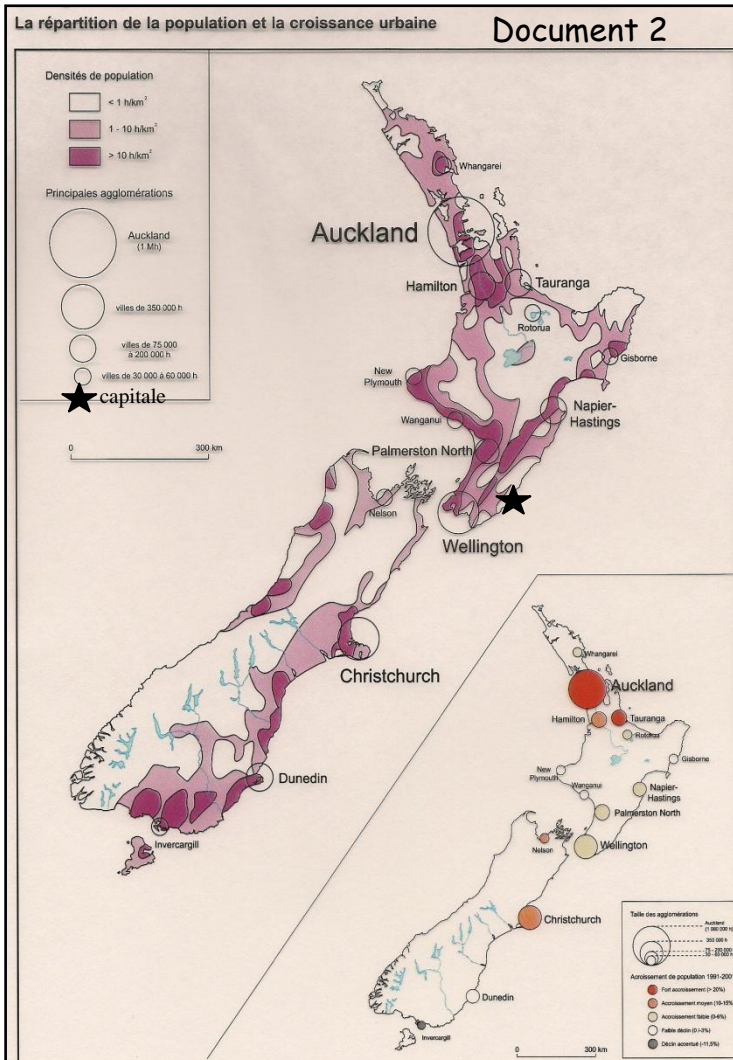 La répartition de la population et la croissance urbaine
Document 2
Densités de population
< 1 h/km²
1 - 10 h/km²
> 10 h/km²
Principales agglomérations
Auckland
(1 Mh)
villes de 350 000 h
villes de 75 000
à 200 000 h
villes de 30 000 à 60 000 h
capitale
0
300 km
Whangarei
Auckland
Hamilton
Tauranga
Rotorua
Gisborne
New
Plymouth
Napier-
Hastings
Wanganui
Palmerston North
Nelson
Wellington
Christchurch
Dunedin
Invercargill
Whangarei
Auckland
Hamilton
Tauranga
Rotorua
Gisborne
New
Plymouth
Wanganui
Napier-
Hastings
Palmerston North
Nelson
Wellington
Christchurch
Dunedin
Invercargill
0
300 km
Taille des agglomérations
Auckland
(1 000 000 h)
350 000 h
Accroissement de population 1991-2001
Fort accroissement (> 20%)
Accroissement moyen (10-15%)
Accroissement faible (0-6%)
Faible déclin
Déclin accentué (-11,5%)